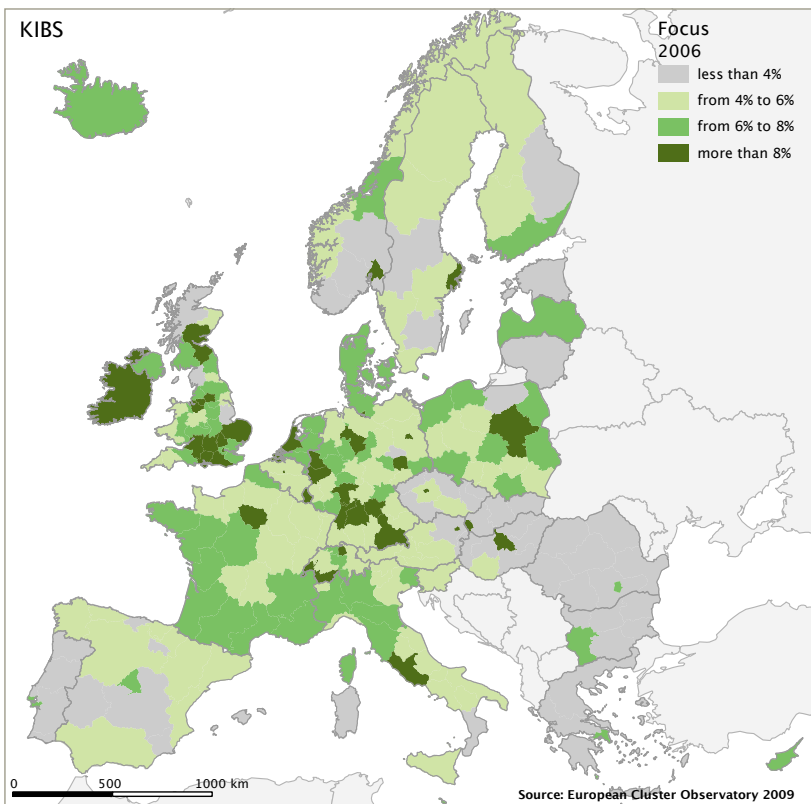 KIBS
Focus
2006
less than 4%
from 4% to 6%
from 6% to 8%
more than 8%
0 500 1000 km
Source: European Cluster Observatory 2009